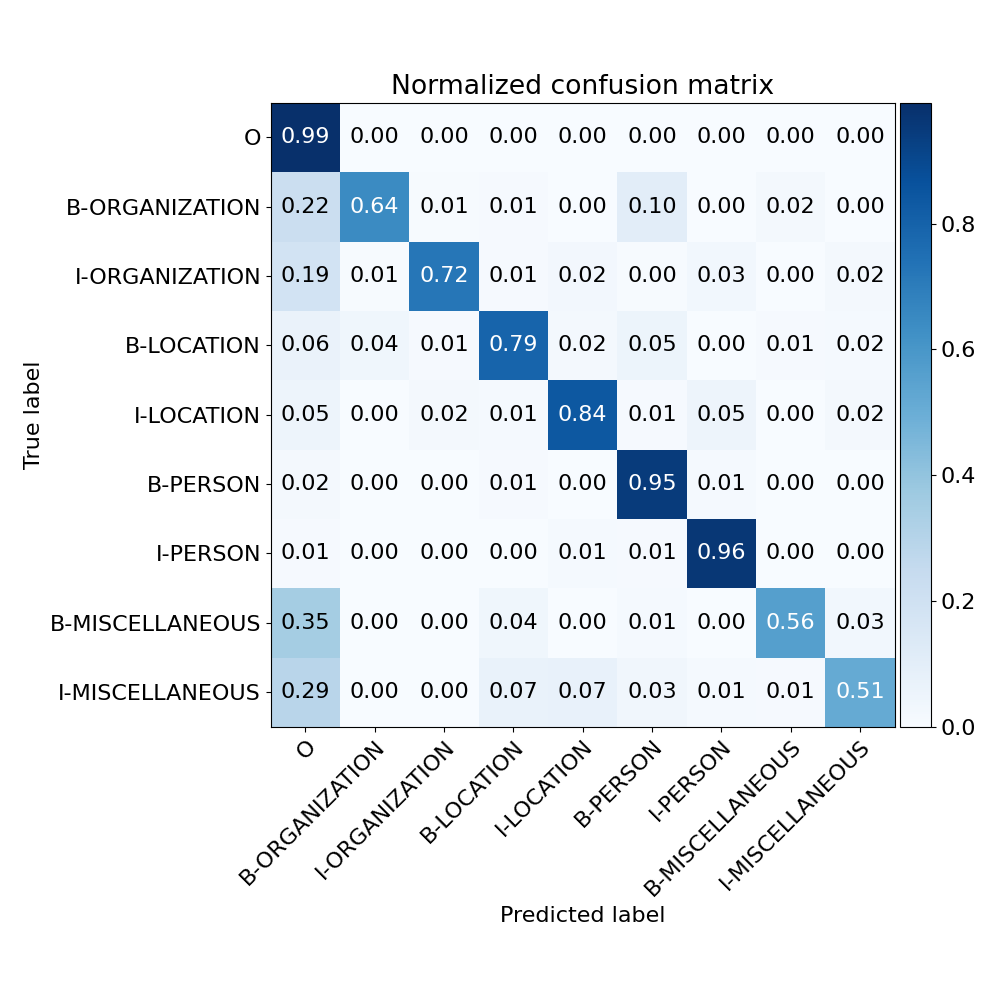 Normalized confusion matrix
O 0.99 0.00 0.00 0.00 0.00 0.00 0.00 0.00 0.00
B-ORGANIZATION 0.22 0.64 0.01 0.01 0.00 0.10 0.00 0.02 0.00
I-ORGANIZATION 0.19 0.01 0.72 0.01 0.02 0.00 0.03 0.00 0.02
B-LOCATION 0.06 0.04 0.01 0.79 0.02 0.05 0.00 0.01 0.02
I-LOCATION 0.05 0.00 0.02 0.01 0.84 0.01 0.05 0.00 0.02
B-PERSON 0.02 0.00 0.00 0.01 0.00 0.95 0.01 0.00 0.00
I-PERSON 0.01 0.00 0.00 0.00 0.01 0.01 0.96 0.00 0.00
B-MISCELLANEOUS 0.35 0.00 0.00 0.04 0.00 0.01 0.00 0.56 0.03
I-MISCELLANEOUS 0.29 0.00 0.00 0.07 0.07 0.03 0.01 0.01 0.51
True label
O
B-ORGANIZATION
I-ORGANIZATION
B-LOCATION
I-LOCATION
B-PERSON
I-PERSON
B-MISCELLANEOUS
I-MISCELLANEOUS
Predicted label
0.8
0.6
0.4
0.2
0.0